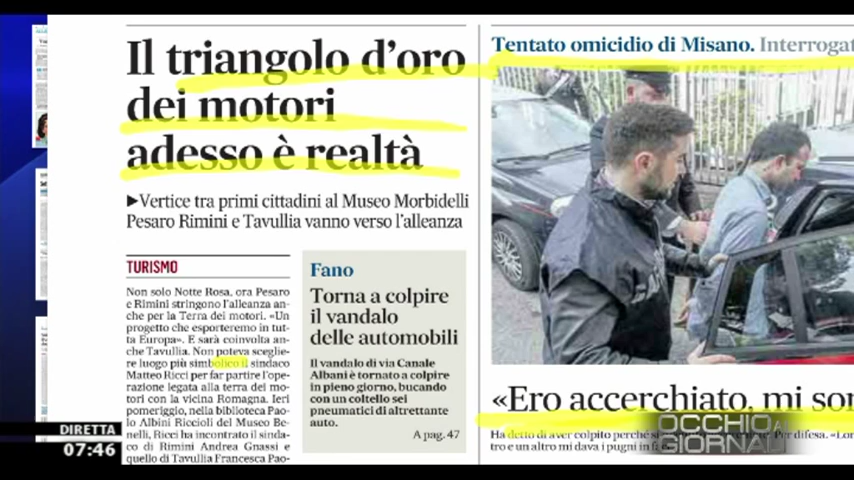 Il triangolo d'oro
dei motori
adesso è realtà
▶Vertice tra primi cittadini al Museo Morbidelli
Pesaro Rimini e Tavullia vanno verso l'alleanza
TURISMO
Non solo Notte Rosa, ora Pesaro
e Rimini stringono l'alleanza an-
che per la Terra dei motori. «Un
progetto che esporteremo in tut-
ta Europa». E sarà coinvolta an-
che Tavullia. Non poteva sceglie-
re luogo più simbolico il sindaco
Matteo Ricci per far partire l'ope-
razione legata alla terra dei mo-
tori con la vicina Romagna. Ieri
pomeriggio, nella biblioteca Pao-
lo Albini Riccioli del Museo Be-
nelli, Ricci ha incontrato il sinda-
co di Rimini Andrea Gnassi e
quello di Tavullia Francesca Pao-
Fano
Torna a colpire
il vandalo
delle automobili
Il vandalo di via Canale
Albani è tornato a colpire
in pieno giorno, bucando
con un coltello sei
pneumatici di altrettante
auto.
A pag. 47
Tentato omicidio di Misano. Interrogat
«Ero accerchiato, mi son
Ha detto di aver colpito perché si
Per difesa. «Lor
tro e un altro mi dava i pugni in
OCCHIO AI
GIORNALI
DIRETTA
07:46